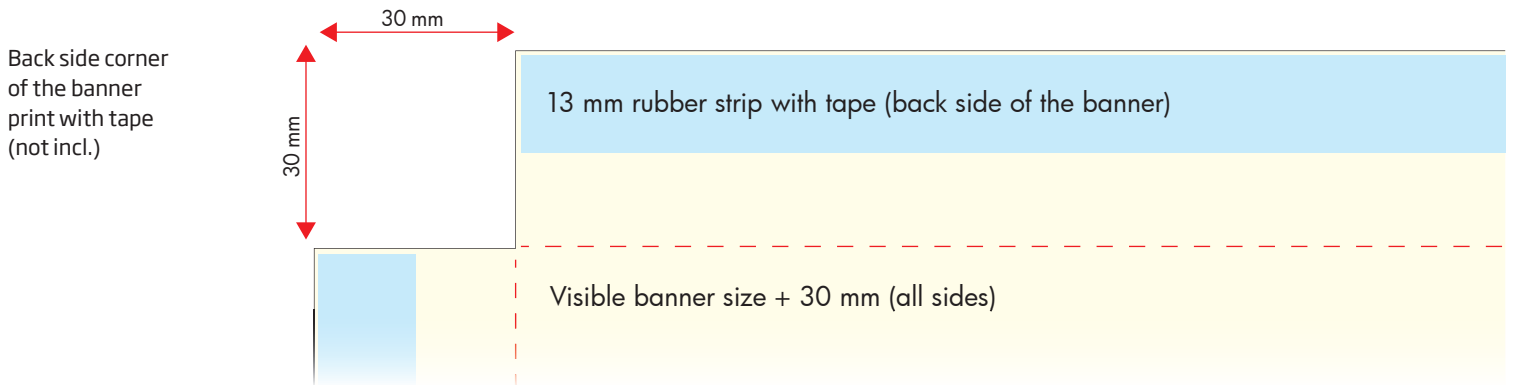 30 mm
Back side corner
of the banner
print with tape
(not incl.)
30 mm
13 mm rubber strip with tape (back side of the banner)
Visible banner size + 30 mm (all sides)